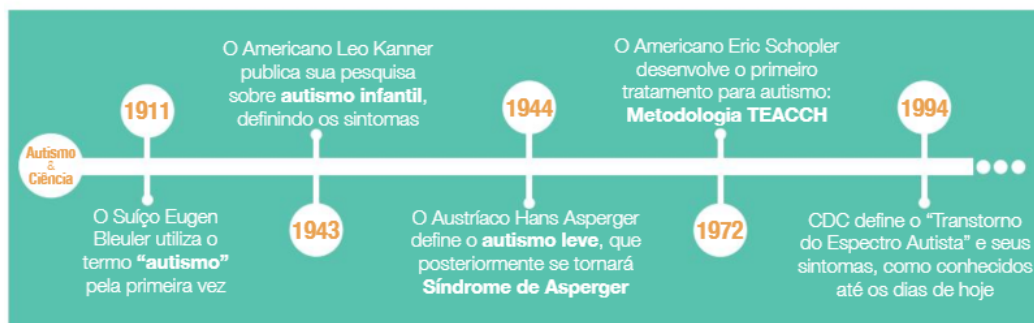 Autismo
&
Ciência
1911
O Suíço Eugen
Bleuler utiliza o
termo “autismo”
pela primeira vez
O Americano Leo Kanner
publica sua pesquisa
sobre autismo infantil,
definindo os sintomas
1943
1944
O Austríaco Hans Asperger
define o autismo leve, que
posteriormente se tornará
Síndrome de Asperger
O Americano Eric Schopler
desenvolve o primeiro
tratamento para autismo:
Metodologia TEACCH
1972
1994
CDC define o “Transtorno
do Espectro Autista” e seus
sintomas, como conhecidos
até os dias de hoje